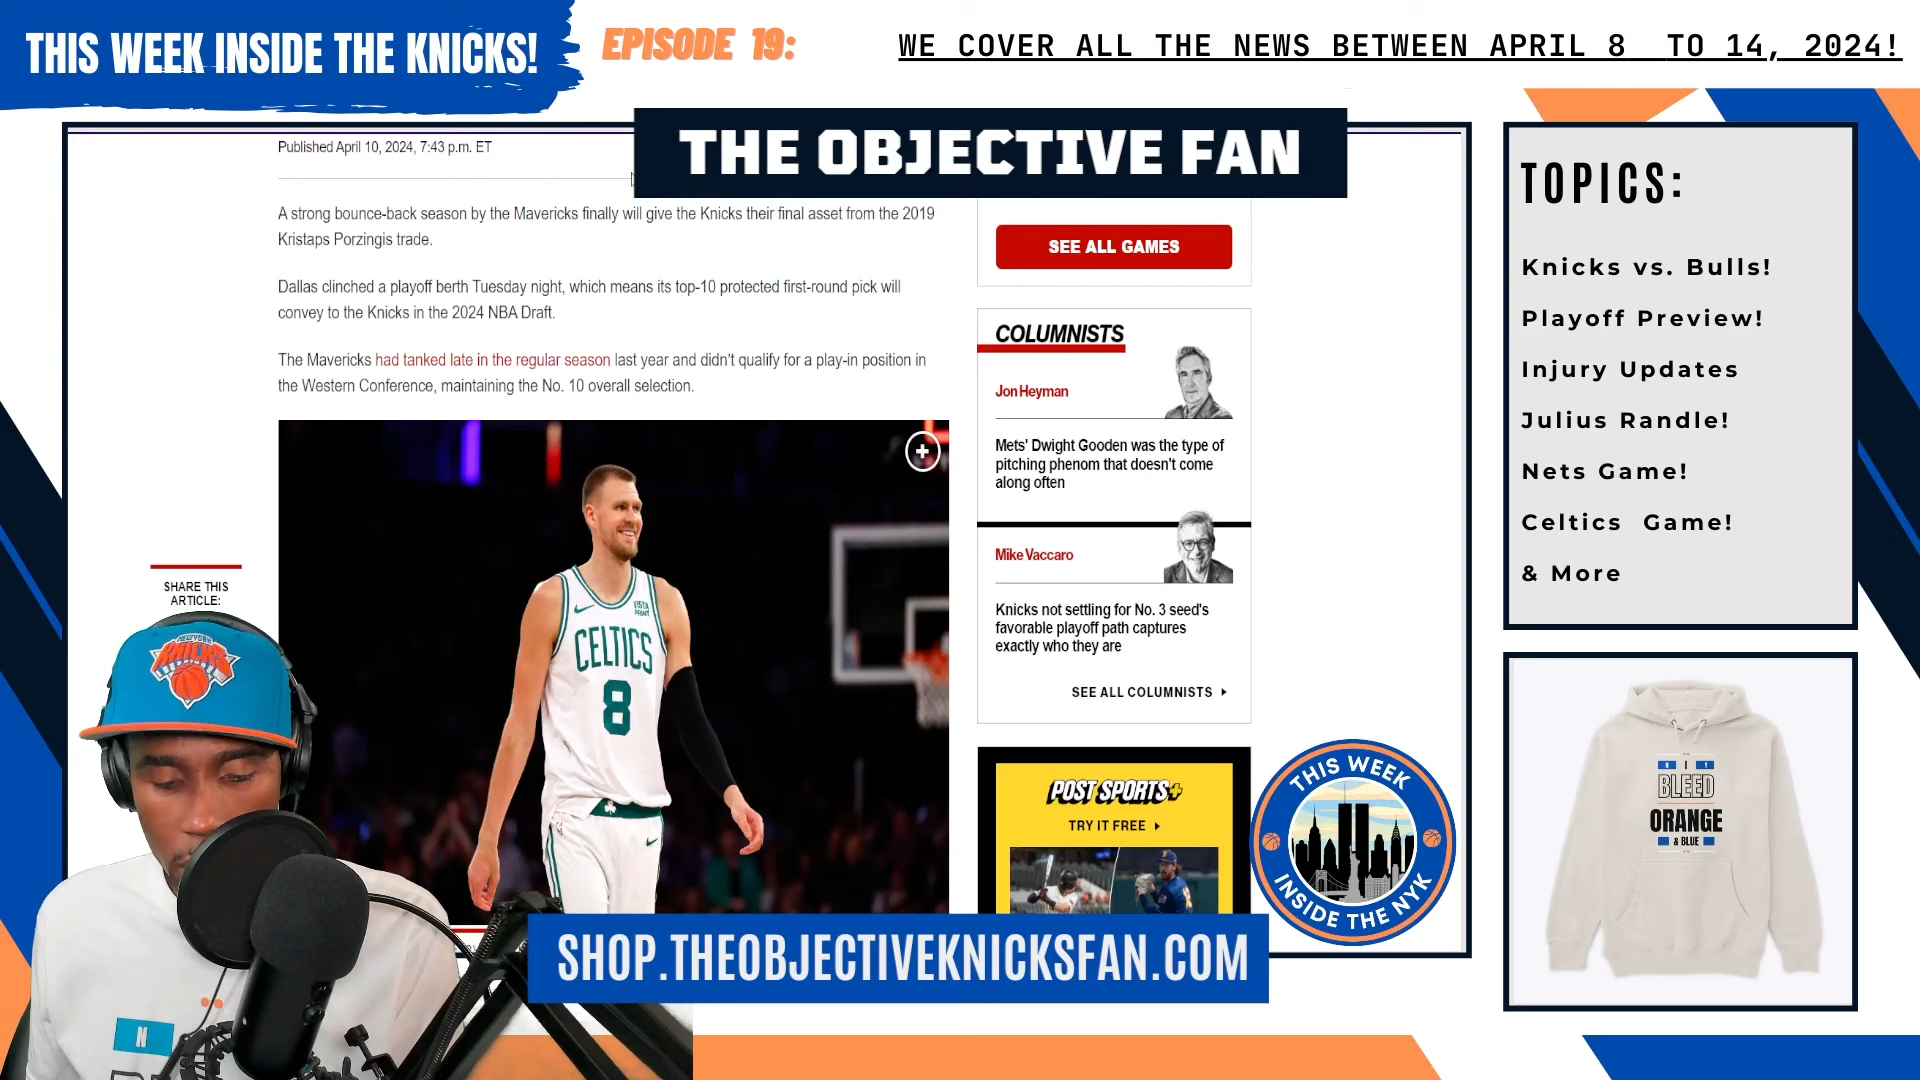 THIS WEEK INSIDE THE KNICKS!
EPISODE 19:
WE COVER ALL THE NEWS BETWEEN APRIL 8 TO 14, 2024!
THE OBJECTIVE FAN
Published April 10, 2024, 7:43 p.m. ET
A strong bounce-back season by the Mavericks finally will give the Knicks their final asset from the 2019
Kristaps Porzingis trade.
Dallas clinched a playoff berth Tuesday night, which means its top-10 protected first-round pick will
convey to the Knicks in the 2024 NBA Draft.
The Mavericks had tanked late in the regular season last year and didn't qualify for a play-in position in
the Western Conference, maintaining the No. 10 overall selection.
SHARE THIS
ARTICLE:
VISTA
PRINT
CELTICS
8
SEE ALL GAMES
COLUMNISTS
Jon Heyman
Mets' Dwight Gooden was the type of
pitching phenom that doesn't come
along often
Mike Vaccaro
Knicks not settling for No. 3 seed's
favorable playoff path captures
exactly who they are
SEE ALL COLUMNISTS
POST SPORTS+
TRY IT FREE
THIS WEEK
INSIDE THE NYK
NEW YORK
KNICKS
N
SHOP.THEOBJECTIVEKNICKSFAN.COM
TOPICS:
Knicks vs. Bulls!
Playoff Preview!
Injury Updates
Julius Randle!
Nets Game!
Celtics Game!
& More
N I Y
BLEED
ORANGE
& BLUE